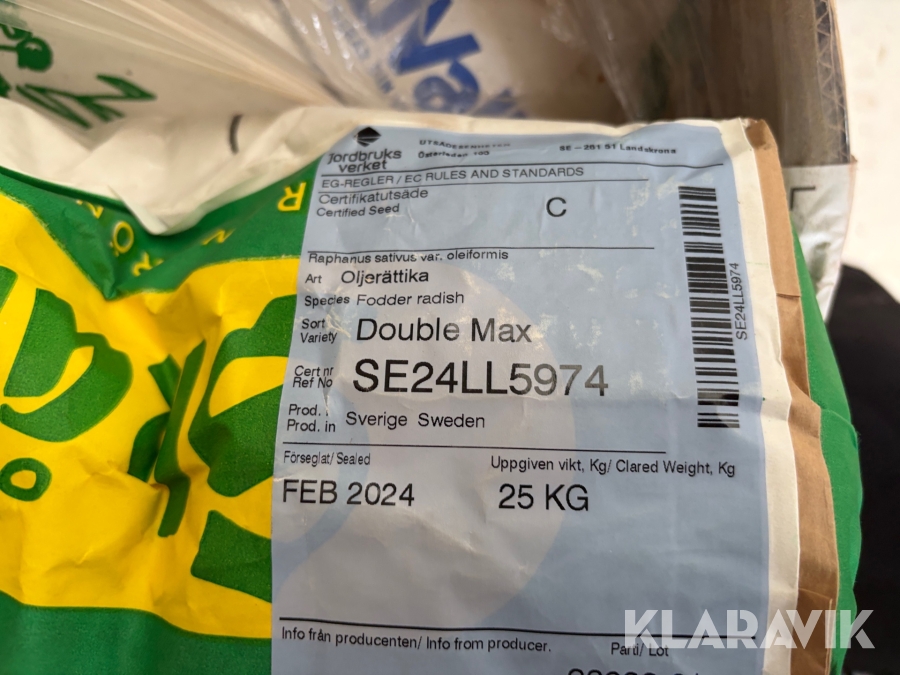 Jordbruks
verket
UTSÄDESENHETEN
Österleden 165
SE - 261 51 Landskrona
EG-REGLER / EC RULES AND STANDARDS
Certifikatutsäde
Certified Seed
C
Raphanus sativus var. oleiformis
Art Oljerättika
Species Fodder radish
Sort
Variety Double Max
Cert nr
Ref No SE24LL5974
Prod. i
Prod. in Sverige Sweden
Förseglat/ Sealed
FEB 2024
Uppgiven vikt, Kg/ Clared Weight, Kg
25 KG
Info från producenten/ Info from producer.
Parti/ Lot
SE24LL5974
KLARAVIK